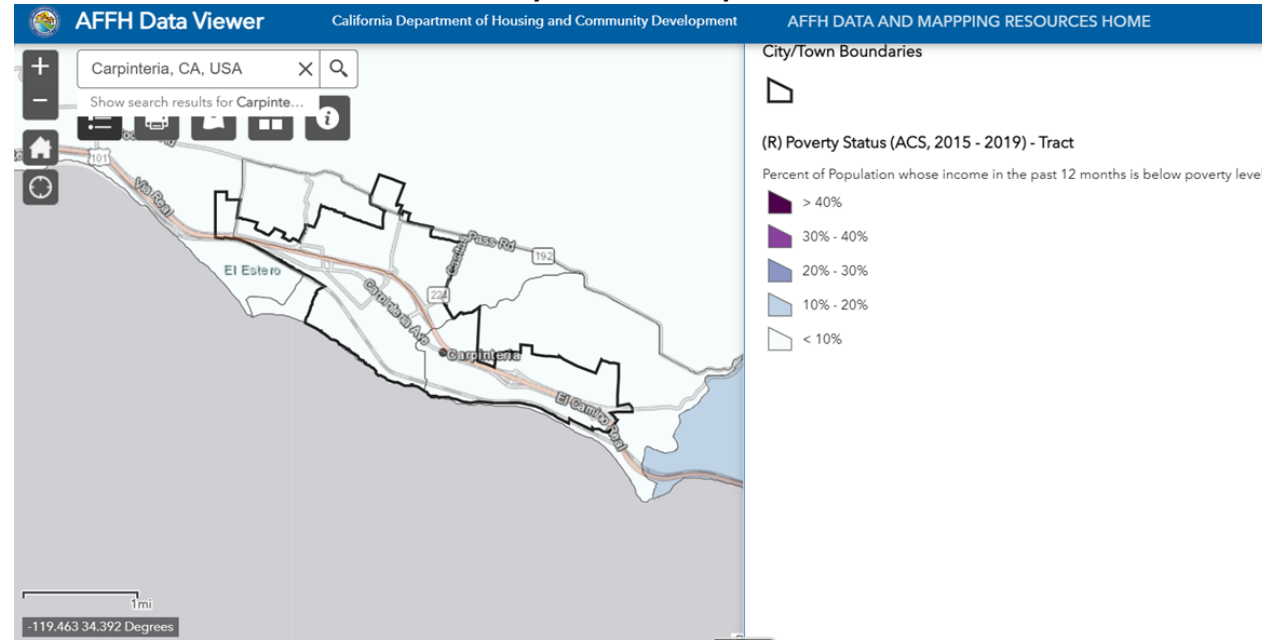 AFFH Data Viewer
California Department of Housing and Community Development
AFFH DATA AND MAPPPING RESOURCES HOME
+
Carpinteria, CA, USA
−
Show search results for Carpinte...
101
Via Real
El Estero
Pass Rd
192
224
Carpinteria Ave
Carpinteria
El Camino Real
1mi
-119.463 34.392 Degrees
City/Town Boundaries
(R) Poverty Status (ACS, 2015 - 2019) - Tract
Percent of Population whose income in the past 12 months is below poverty level
> 40%
30% - 40%
20% - 30%
10% - 20%
< 10%